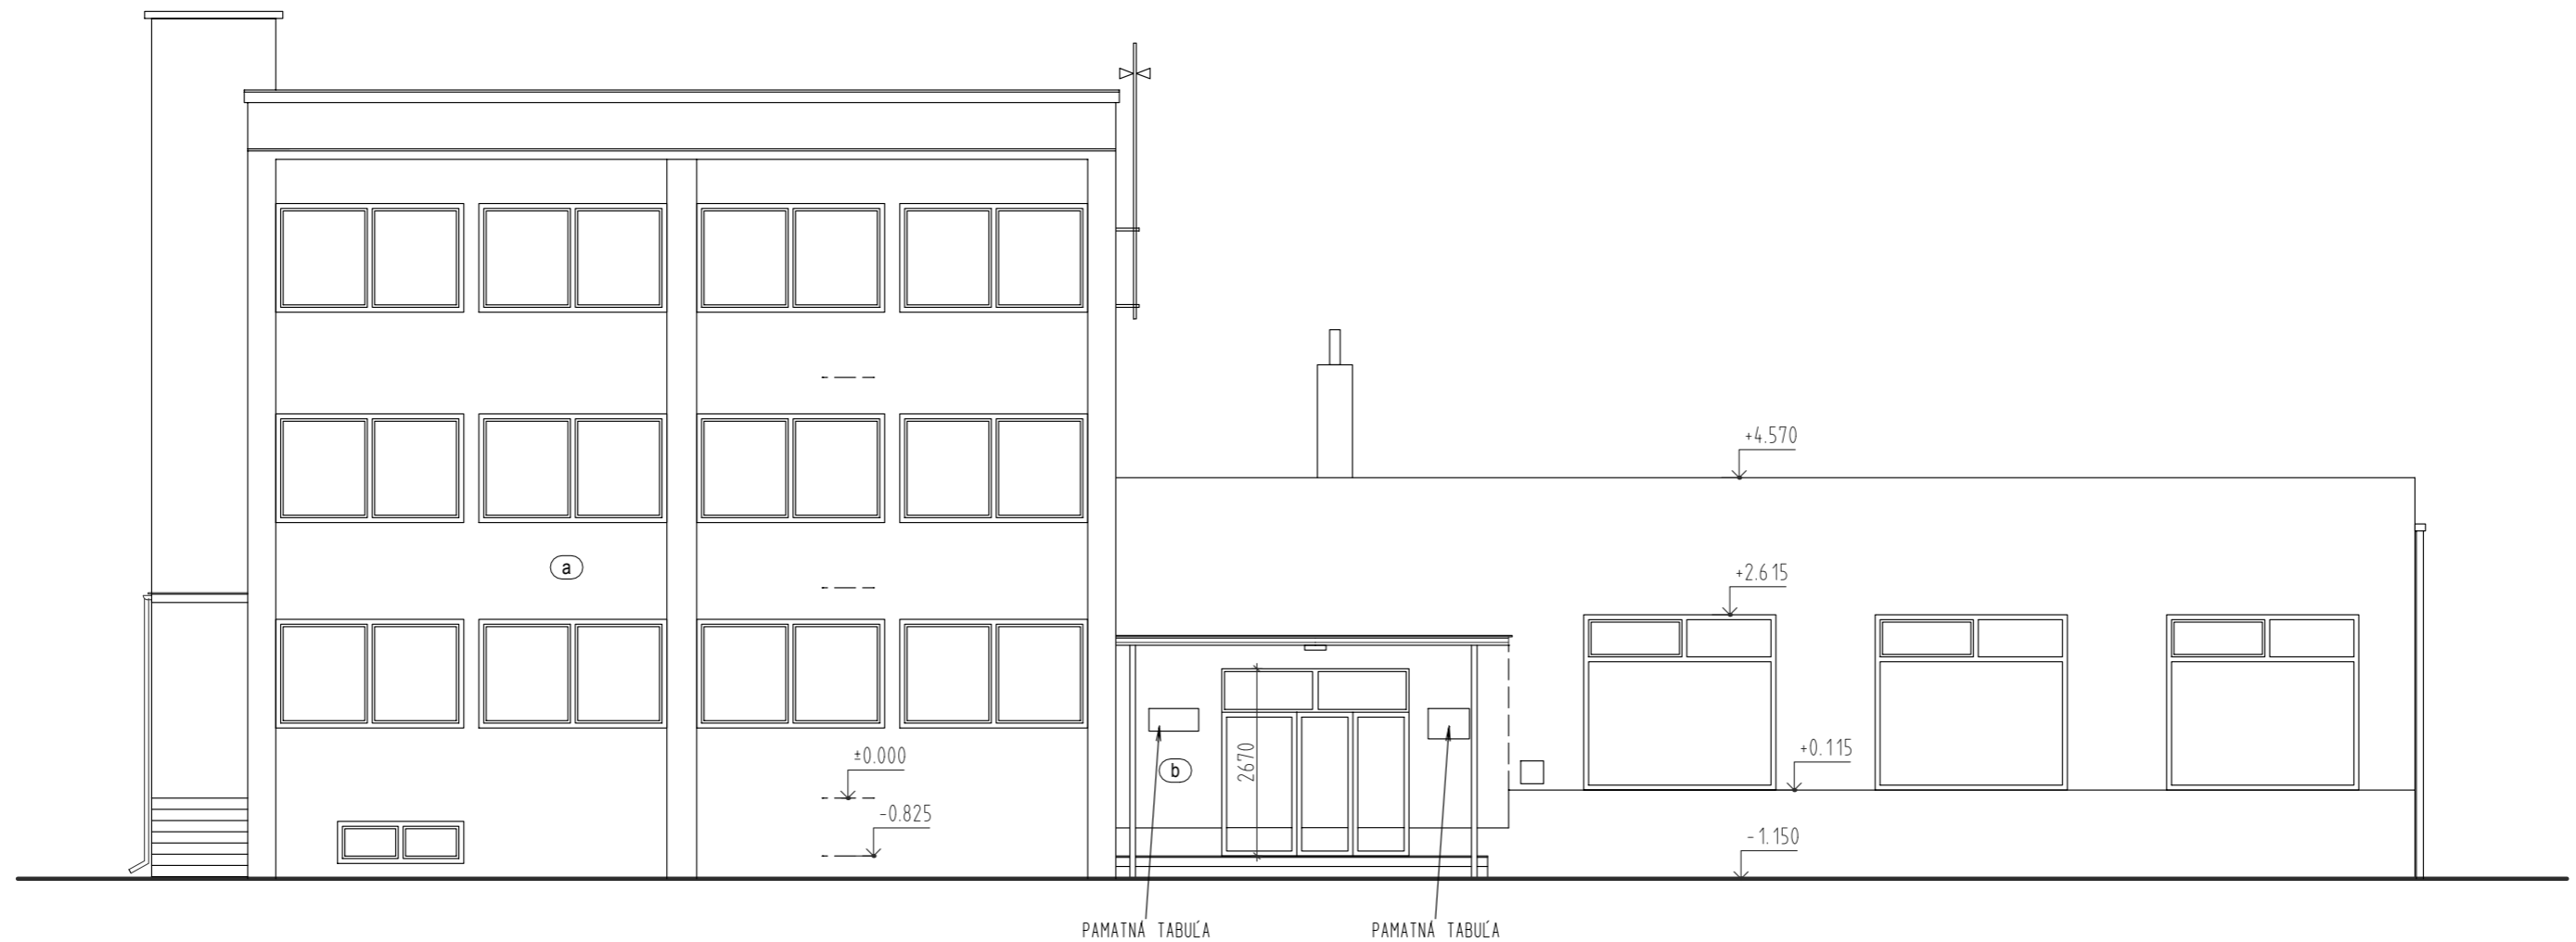 +4.570
a
+2.615
±0.000
+0.115
b
2670
-0.825
-1.150
PAMATNÁ TABUĽA
PAMATNÁ TABUĽA